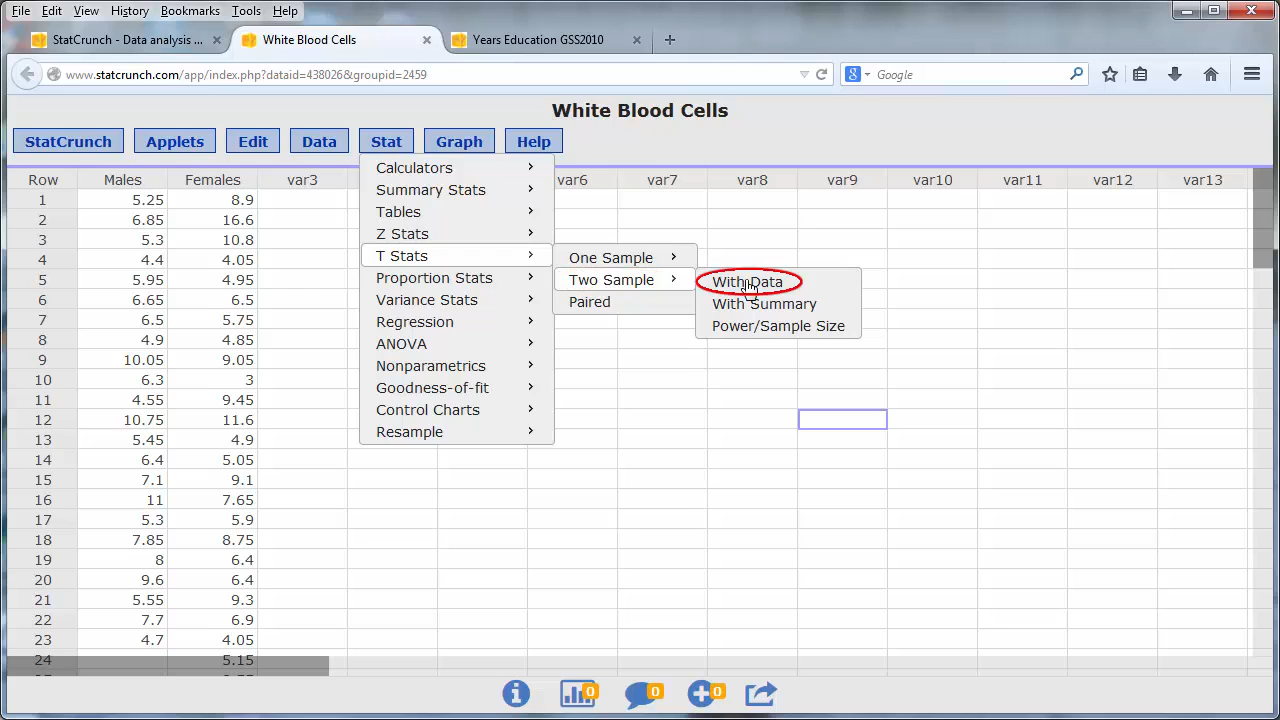 File Edit View History Bookmarks Tools Help
StatCrunch - Data analysis ... White Blood Cells Years Education GSS2010
www.statcrunch.com/app/index.php?dataid=438026&groupid=2459 Google
White Blood Cells
StatCrunch Applets Edit Data Stat Graph Help
Row Males Females var3 var6 var7 var8 var9 var10 var11 var12 var13
1 5.25 8.9
2 6.85 16.6
3 5.3 10.8
4 4.4 4.05
5 5.95 4.95
6 6.65 6.5
7 6.5 5.75
8 4.9 4.85
9 10.05 9.05
10 6.3 3
11 4.55 9.45
12 10.75 11.6
13 5.45 4.9
14 6.4 5.05
15 7.1 9.1
16 11 7.65
17 5.3 5.9
18 7.85 8.75
19 8 6.4
20 9.6 6.4
21 5.55 9.3
22 7.7 6.9
23 4.7 4.05
24 5.15
Calculators
Summary Stats
Tables
Z Stats
T Stats
Proportion Stats
Variance Stats
Regression
ANOVA
Nonparametrics
Goodness-of-fit
Control Charts
Resample
One Sample
Two Sample
Paired
With Data
With Summary
Power/Sample Size
0 0 0